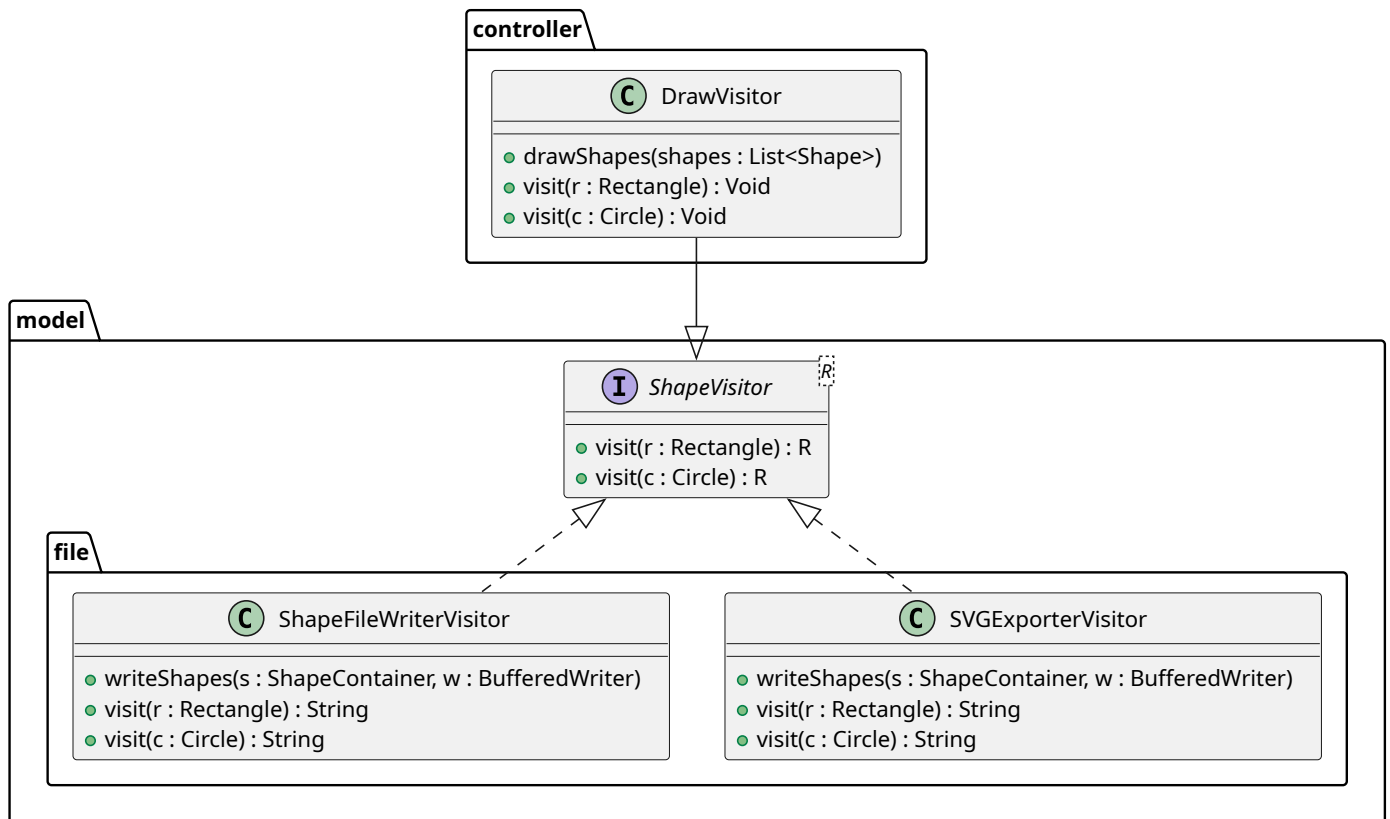 controller
C DrawVisitor
drawShapes(shapes : List<Shape>)
visit(r : Rectangle) : Void
visit(c : Circle) : Void
model
I ShapeVisitor R
visit(r : Rectangle) : R
visit(c : Circle) : R
file
C ShapeFileWriterVisitor
writeShapes(s : ShapeContainer, w : BufferedWriter)
visit(r : Rectangle) : String
visit(c : Circle) : String
C SVGExporterVisitor
writeShapes(s : ShapeContainer, w : BufferedWriter)
visit(r : Rectangle) : String
visit(c : Circle) : String